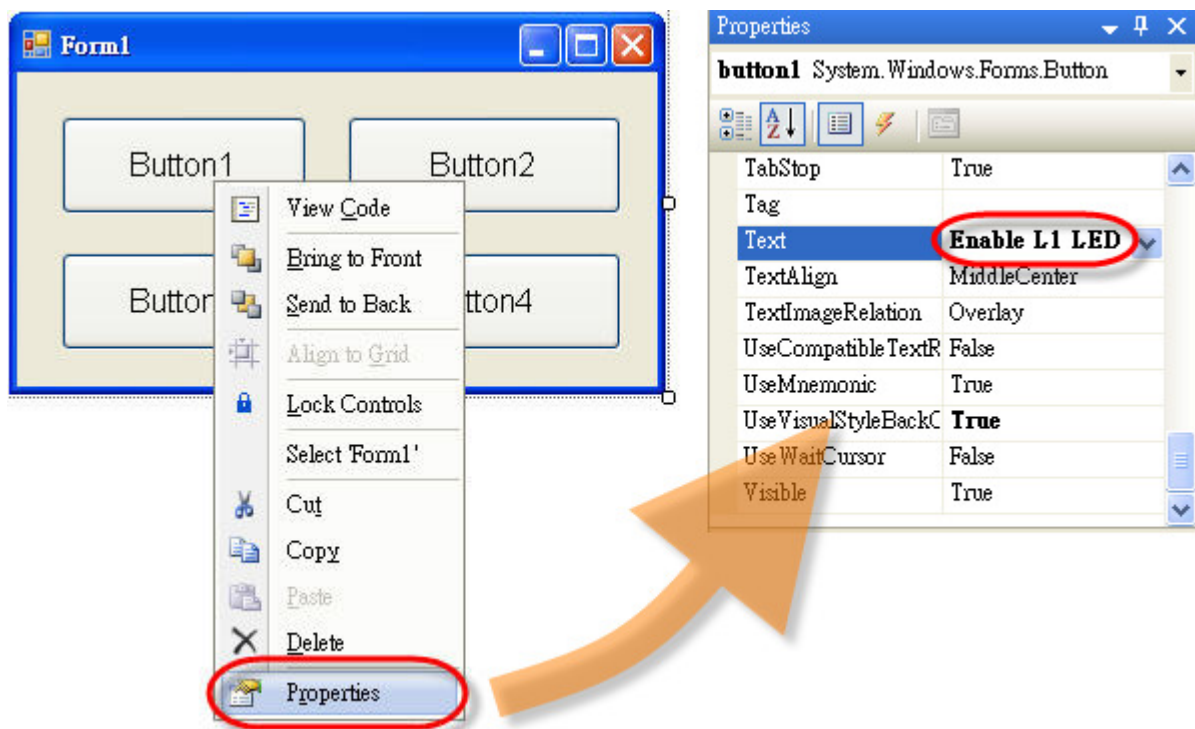 Form1
Button1
Button2
Button
tton4
View Code
Bring to Front
Send to Back
Align to Grid
Lock Controls
Select 'Form1'
Cut
Copy
Paste
Delete
Properties
Properties
button1 System.Windows.Forms.Button
TabStop True
Tag
Text Enable L1 LED
TextAlign MiddleCenter
TextImageRelation Overlay
UseCompatibleTextR False
UseMnemonic True
UseVisualStyleBackC True
UseWaitCursor False
Visible True